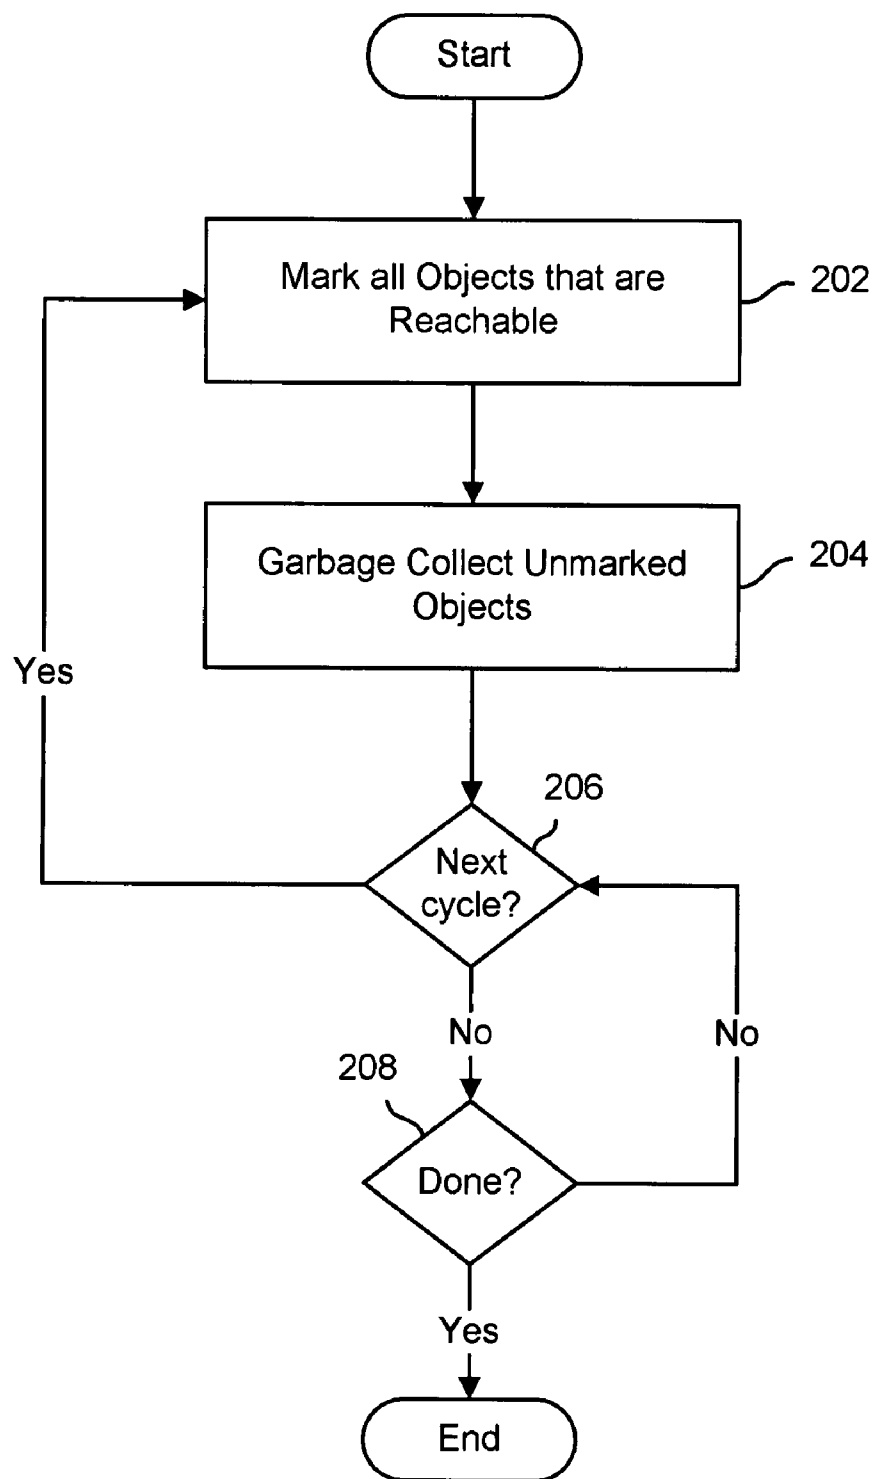 Start
Mark all Objects that are
Reachable
202
Garbage Collect Unmarked
Objects
204
Yes
206
Next
cycle?
No
No
208
Done?
Yes
End